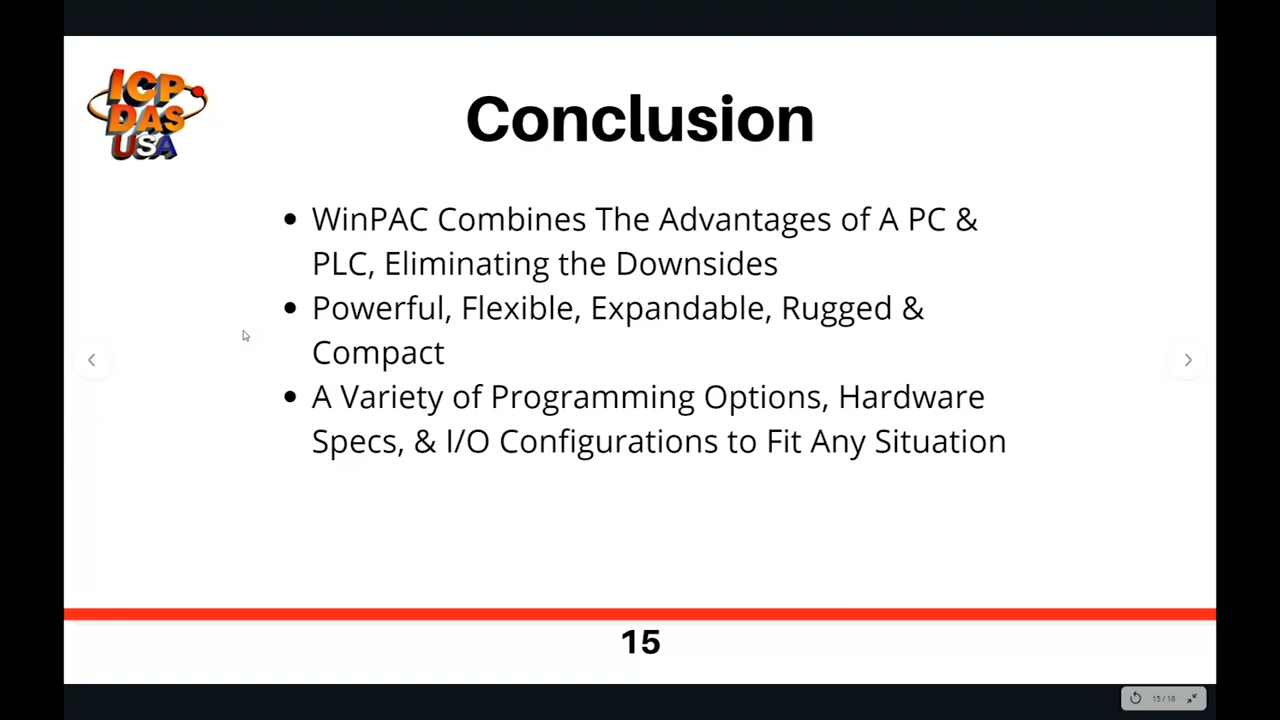 ICP
DAS
USA
Conclusion
• WinPAC Combines The Advantages of A PC &
PLC, Eliminating the Downsides
• Powerful, Flexible, Expandable, Rugged &
Compact
• A Variety of Programming Options, Hardware
Specs, & I/O Configurations to Fit Any Situation
15
15 / 16